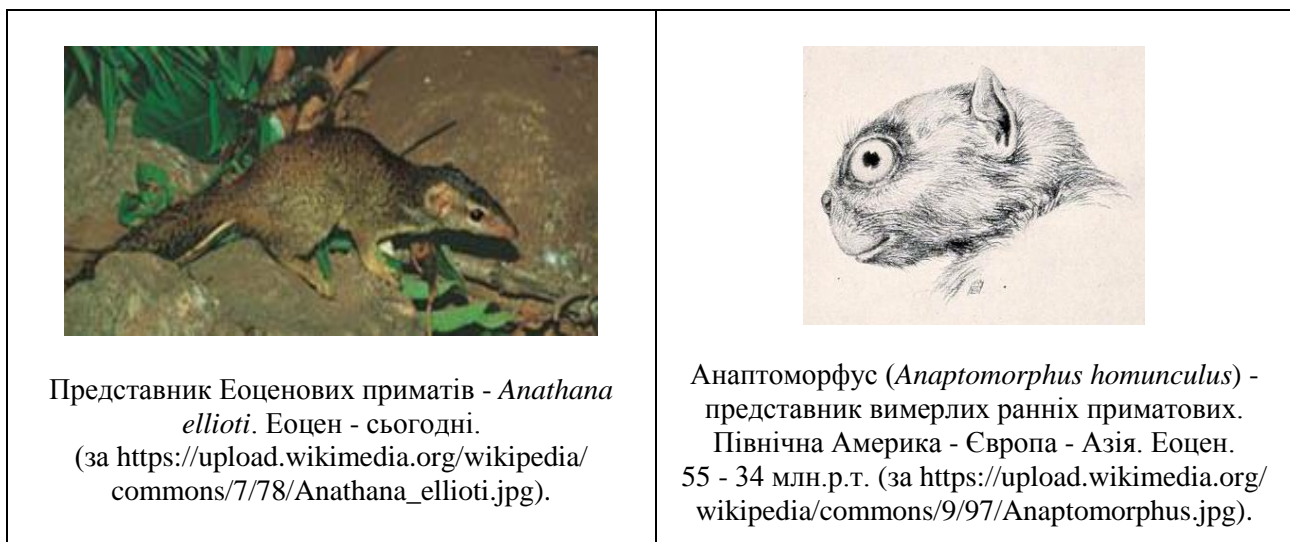 Представник Еоценових приматів - Anathana
ellioti. Еоцен - сьогодні.
(за https://upload.wikimedia.org/wikipedia/
commons/7/78/Anathana_ellioti.jpg).
Анаптоморфус (Anaptomorphus homunculus) -
представник вимерлих ранніх приматових.
Північна Америка - Європа - Азія. Еоцен.
55 - 34 млн.р.т. (за https://upload.wikimedia.org/
wikipedia/commons/9/97/Anaptomorphus.jpg).